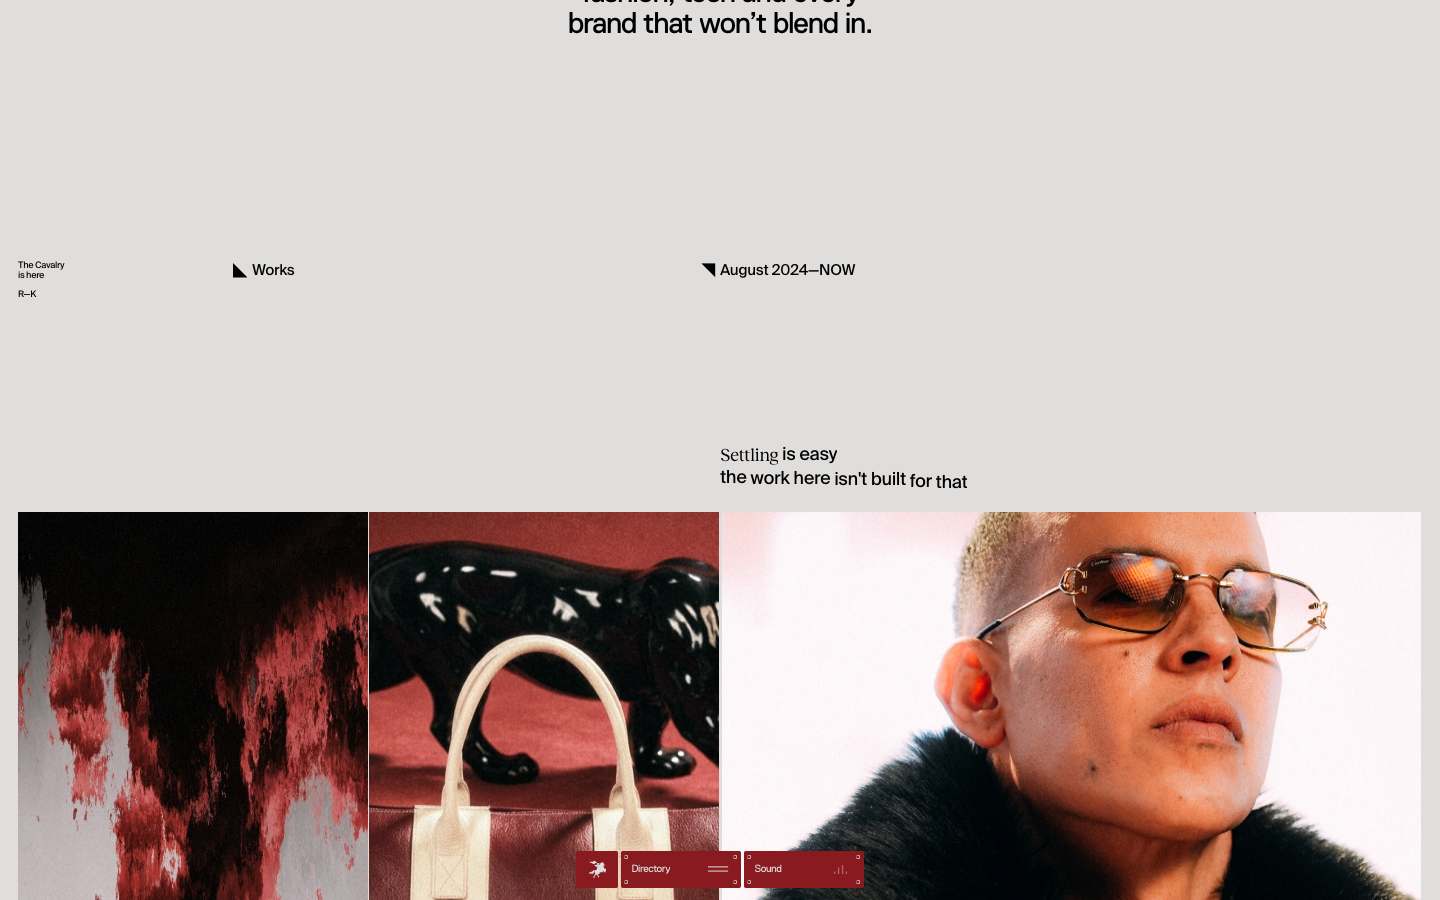 brand that won’t blend in.
The Cavalry
is here
R—K
Works
August 2024—NOW
Settling is easy
the work here isn't built for that
Directory
Sound